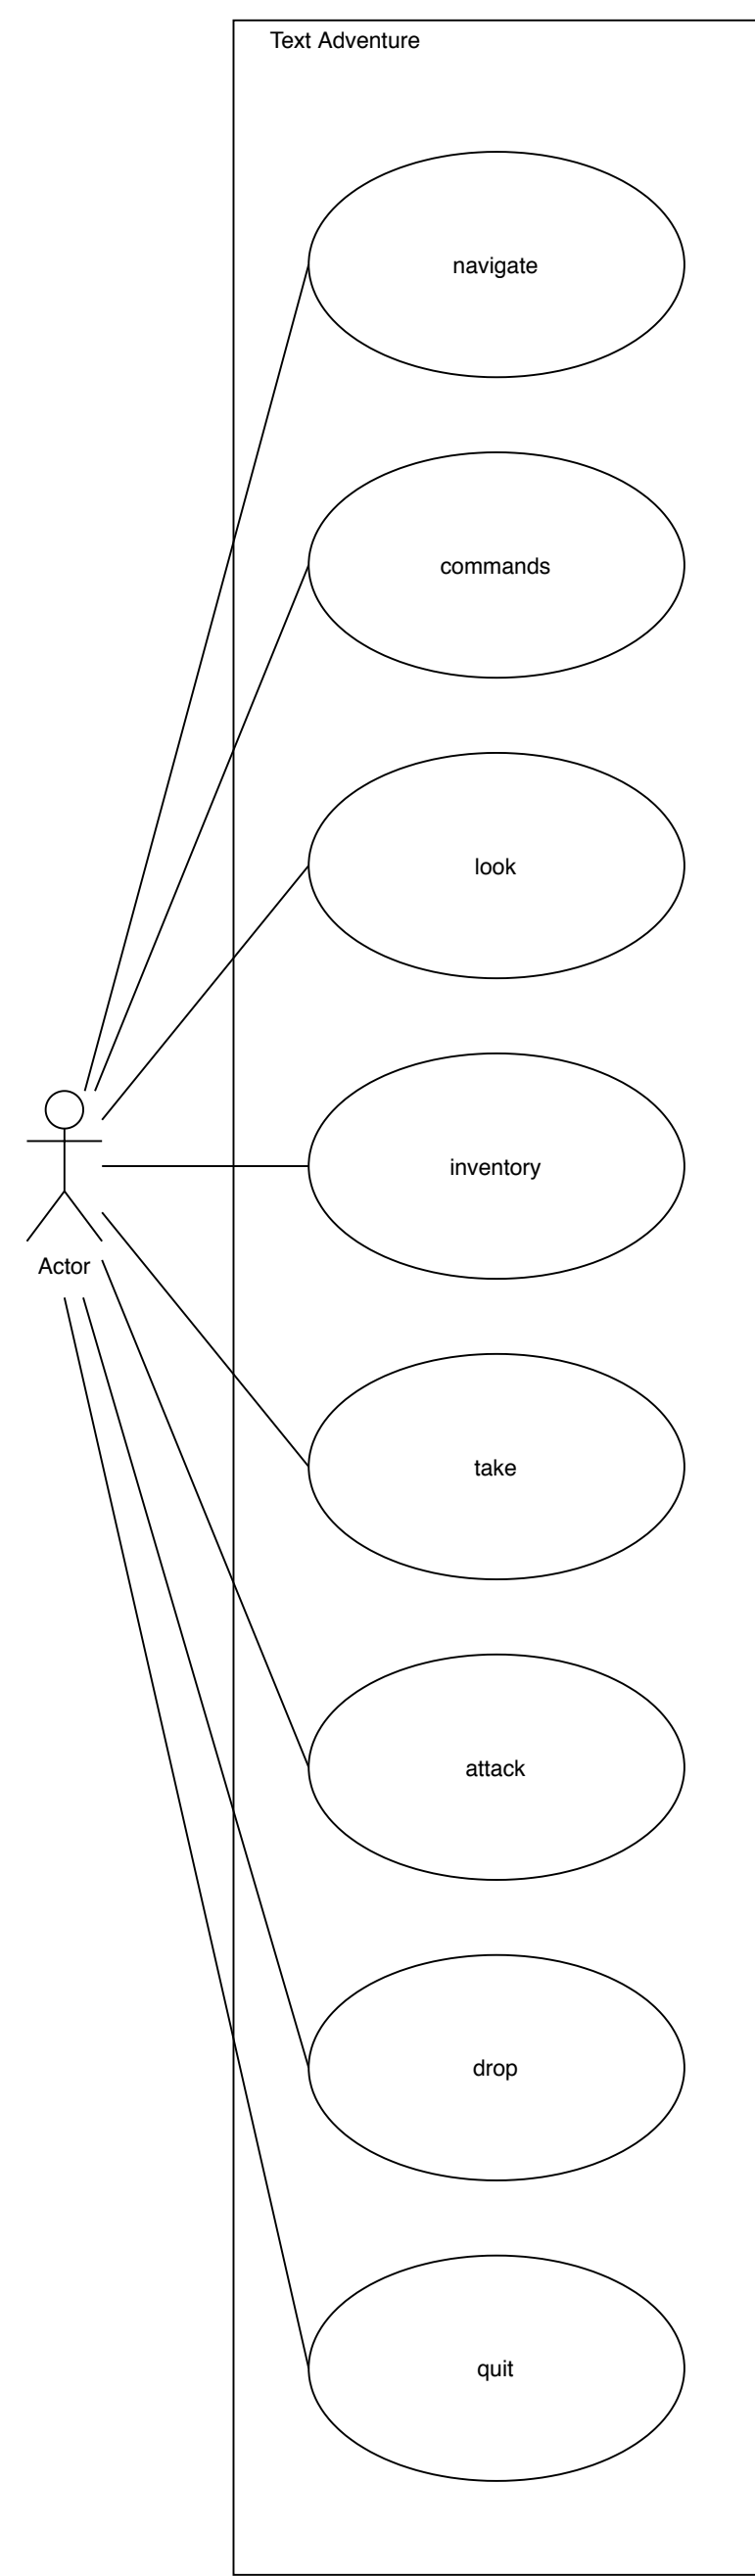 Text Adventure
navigate
commands
look
inventory
Actor
take
attack
drop
quit